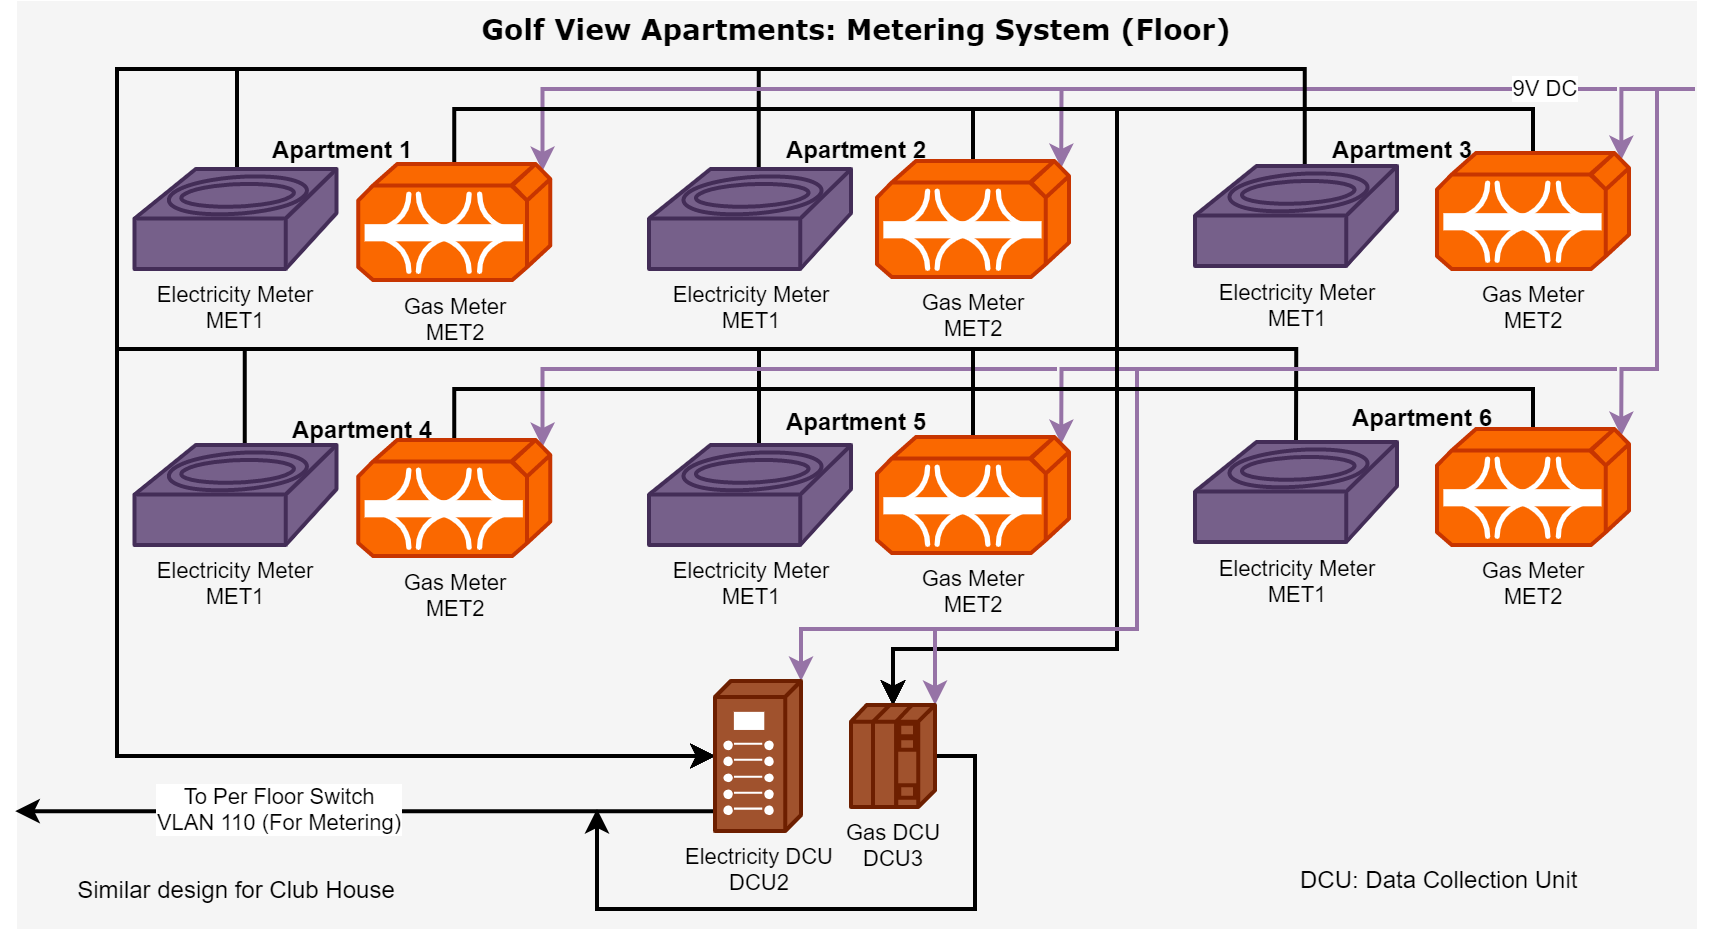 Golf View Apartments: Metering System (Floor)
9V DC
Apartment 1
Apartment 2
Apartment 3
Electricity Meter
MET1
Gas Meter
MET2
Electricity Meter
MET1
Gas Meter
MET2
Electricity Meter
MET1
Gas Meter
MET2
Apartment 4
Apartment 5
Apartment 6
Electricity Meter
MET1
Gas Meter
MET2
Electricity Meter
MET1
Gas Meter
MET2
Electricity Meter
MET1
Gas Meter
MET2
To Per Floor Switch
VLAN 110 (For Metering)
Electricity DCU
DCU2
Gas DCU
DCU3
Similar design for Club House
DCU: Data Collection Unit